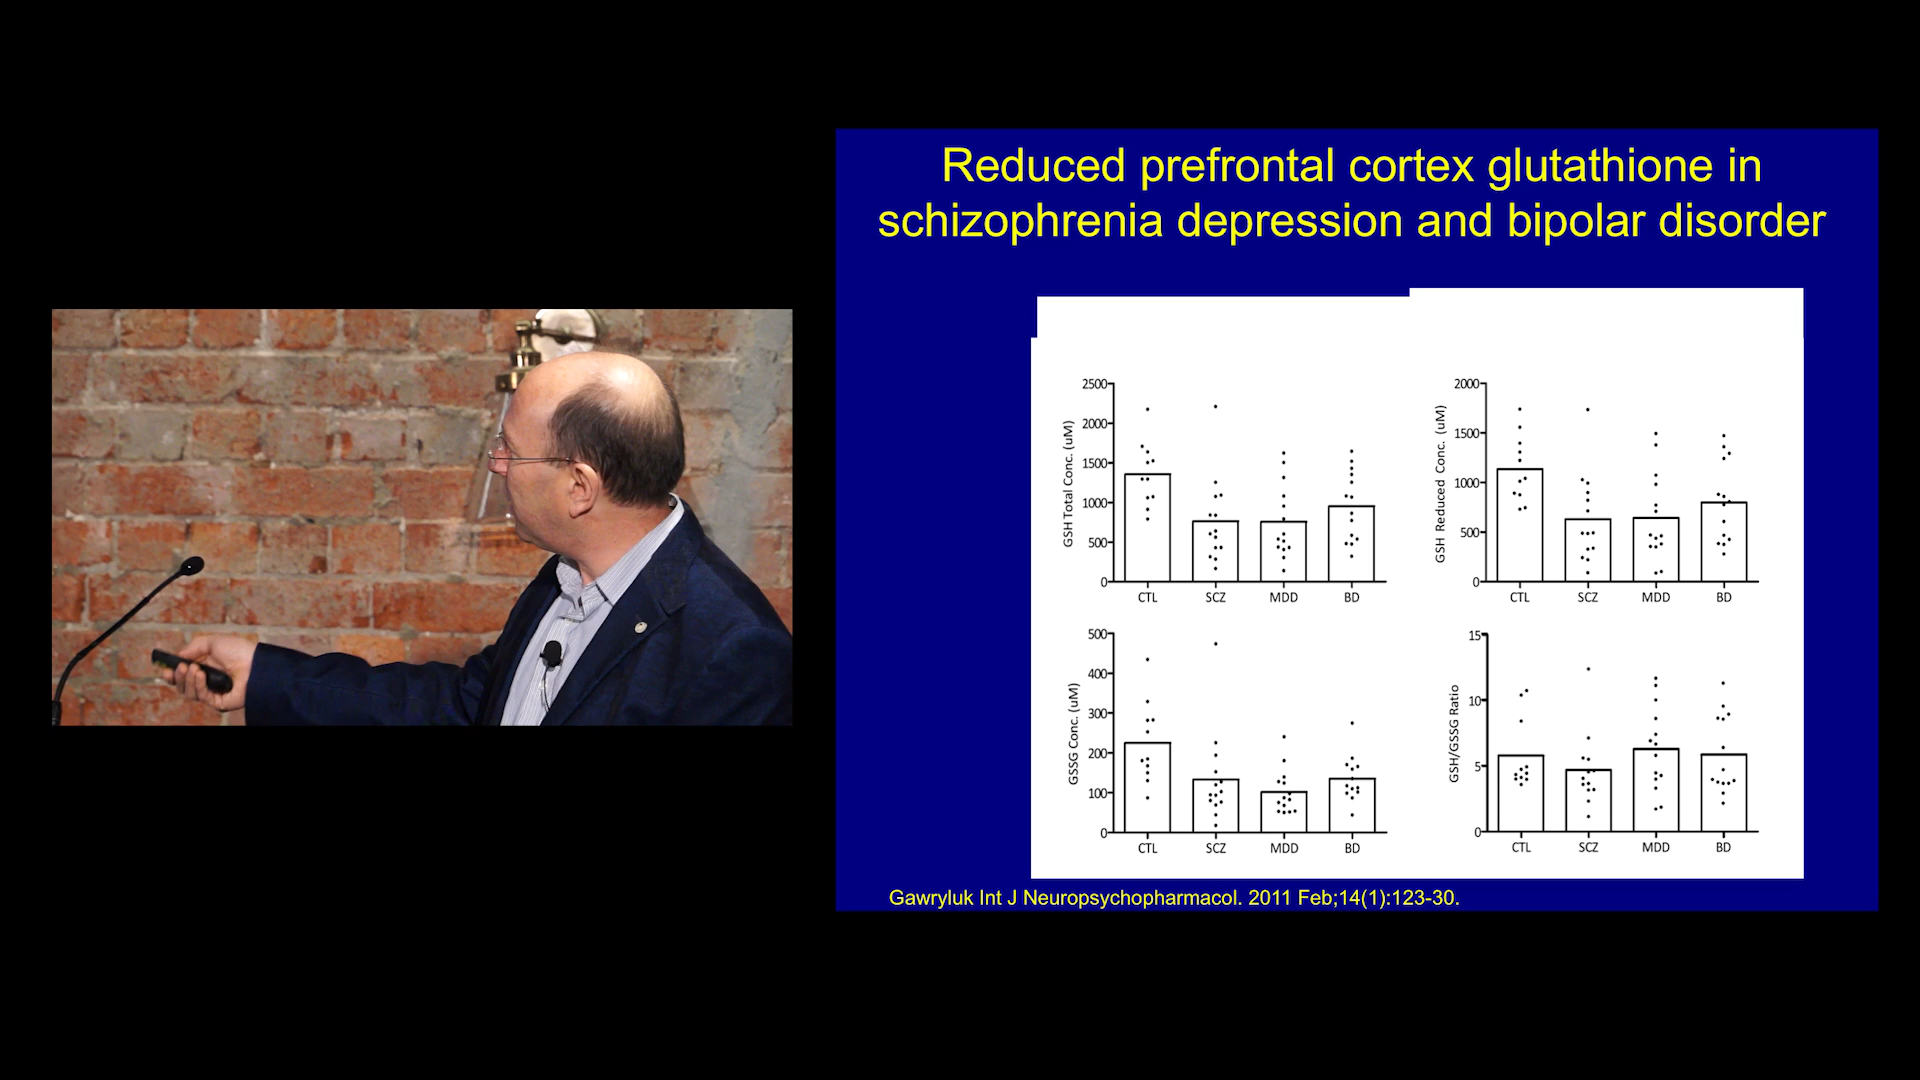 Reduced prefrontal cortex glutathione in
schizophrenia depression and bipolar disorder
2500
2000
1500
1000
500
0
GSH Total Conc. (uM)
CTL SCZ MDD BD
2000
1500
1000
500
0
GSH Reduced Conc. (uM)
CTL SCZ MDD BD
500
400
300
200
100
0
GSSG Conc. (uM)
CTL SCZ MDD BD
15
10
5
0
GSH/GSSG Ratio
CTL SCZ MDD BD
Gawryluk Int J Neuropsychopharmacol. 2011 Feb;14(1):123-30.